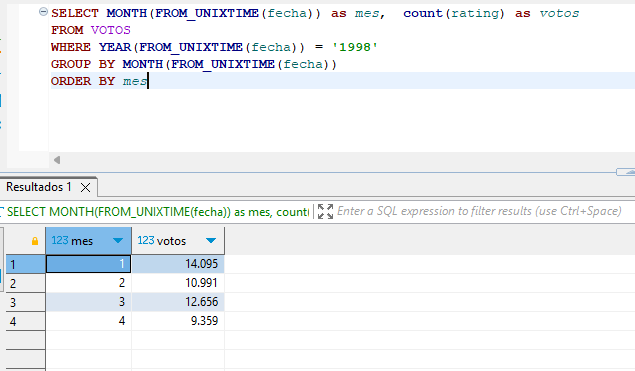 SELECT MONTH(FROM_UNIXTIME(fecha)) as mes,  count(rating) as votos
FROM VOTOS
WHERE YEAR(FROM_UNIXTIME(fecha)) = '1998'
GROUP BY MONTH(FROM_UNIXTIME(fecha))
ORDER BY mes
Resultados 1
SELECT MONTH(FROM_UNIXTIME(fecha)) as mes, count( Enter a SQL expression to filter results (use Ctrl+Space)
123 mes 123 votos
1 1 14.095
2 2 10.991
3 3 12.656
4 4 9.359